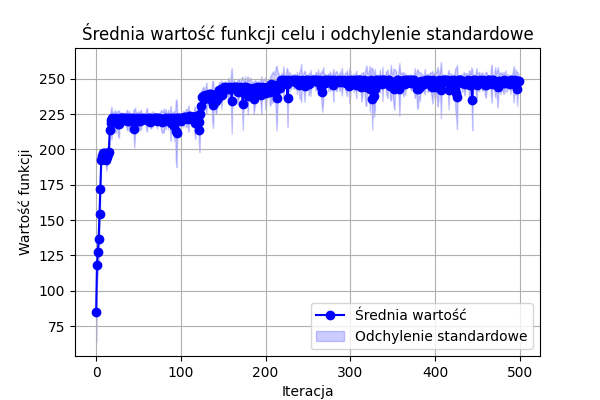 Średnia wartość funkcji celu i odchylenie standardowe
Wartość funkcji
250
225
200
175
150
125
100
75
0 100 200 300 400 500
Iteracja
Średnia wartość
Odchylenie standardowe